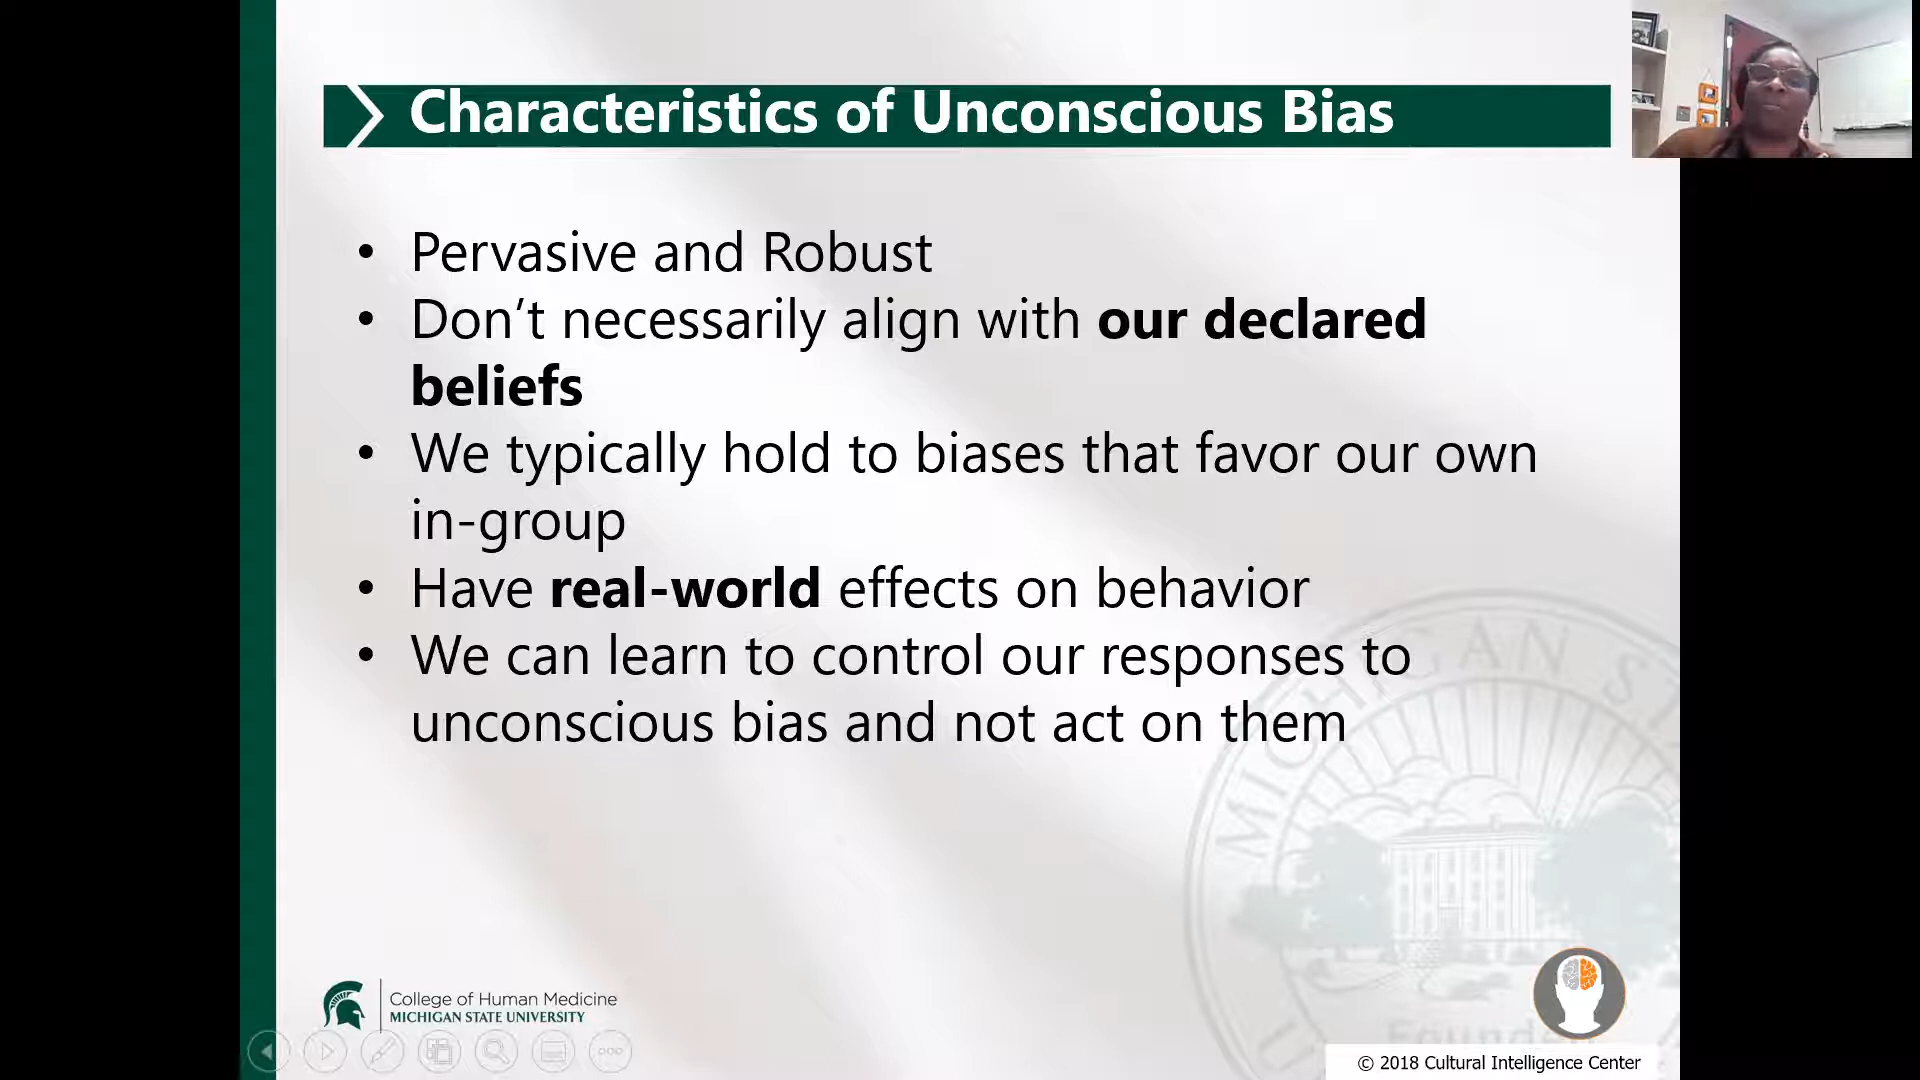 Characteristics of Unconscious Bias
• Pervasive and Robust
• Don’t necessarily align with our declared
beliefs
• We typically hold to biases that favor our own
in-group
• Have real-world effects on behavior
• We can learn to control our responses to
unconscious bias and not act on them
MICHIGAN ST
Founde
College of Human Medicine
MICHIGAN STATE UNIVERSITY
© 2018 Cultural Intelligence Center